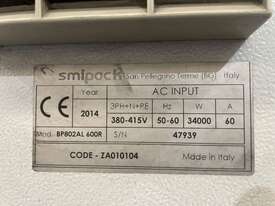 smipack San Pellegrino Terme (BG) Italy
Year AC INPUT
CE 2014 3PH+N+PE Hz W A
380-415V 50-60 34000 60
Mod. BP802AL 600R S/N 47939
CODE - ZA010104 Made in Italy